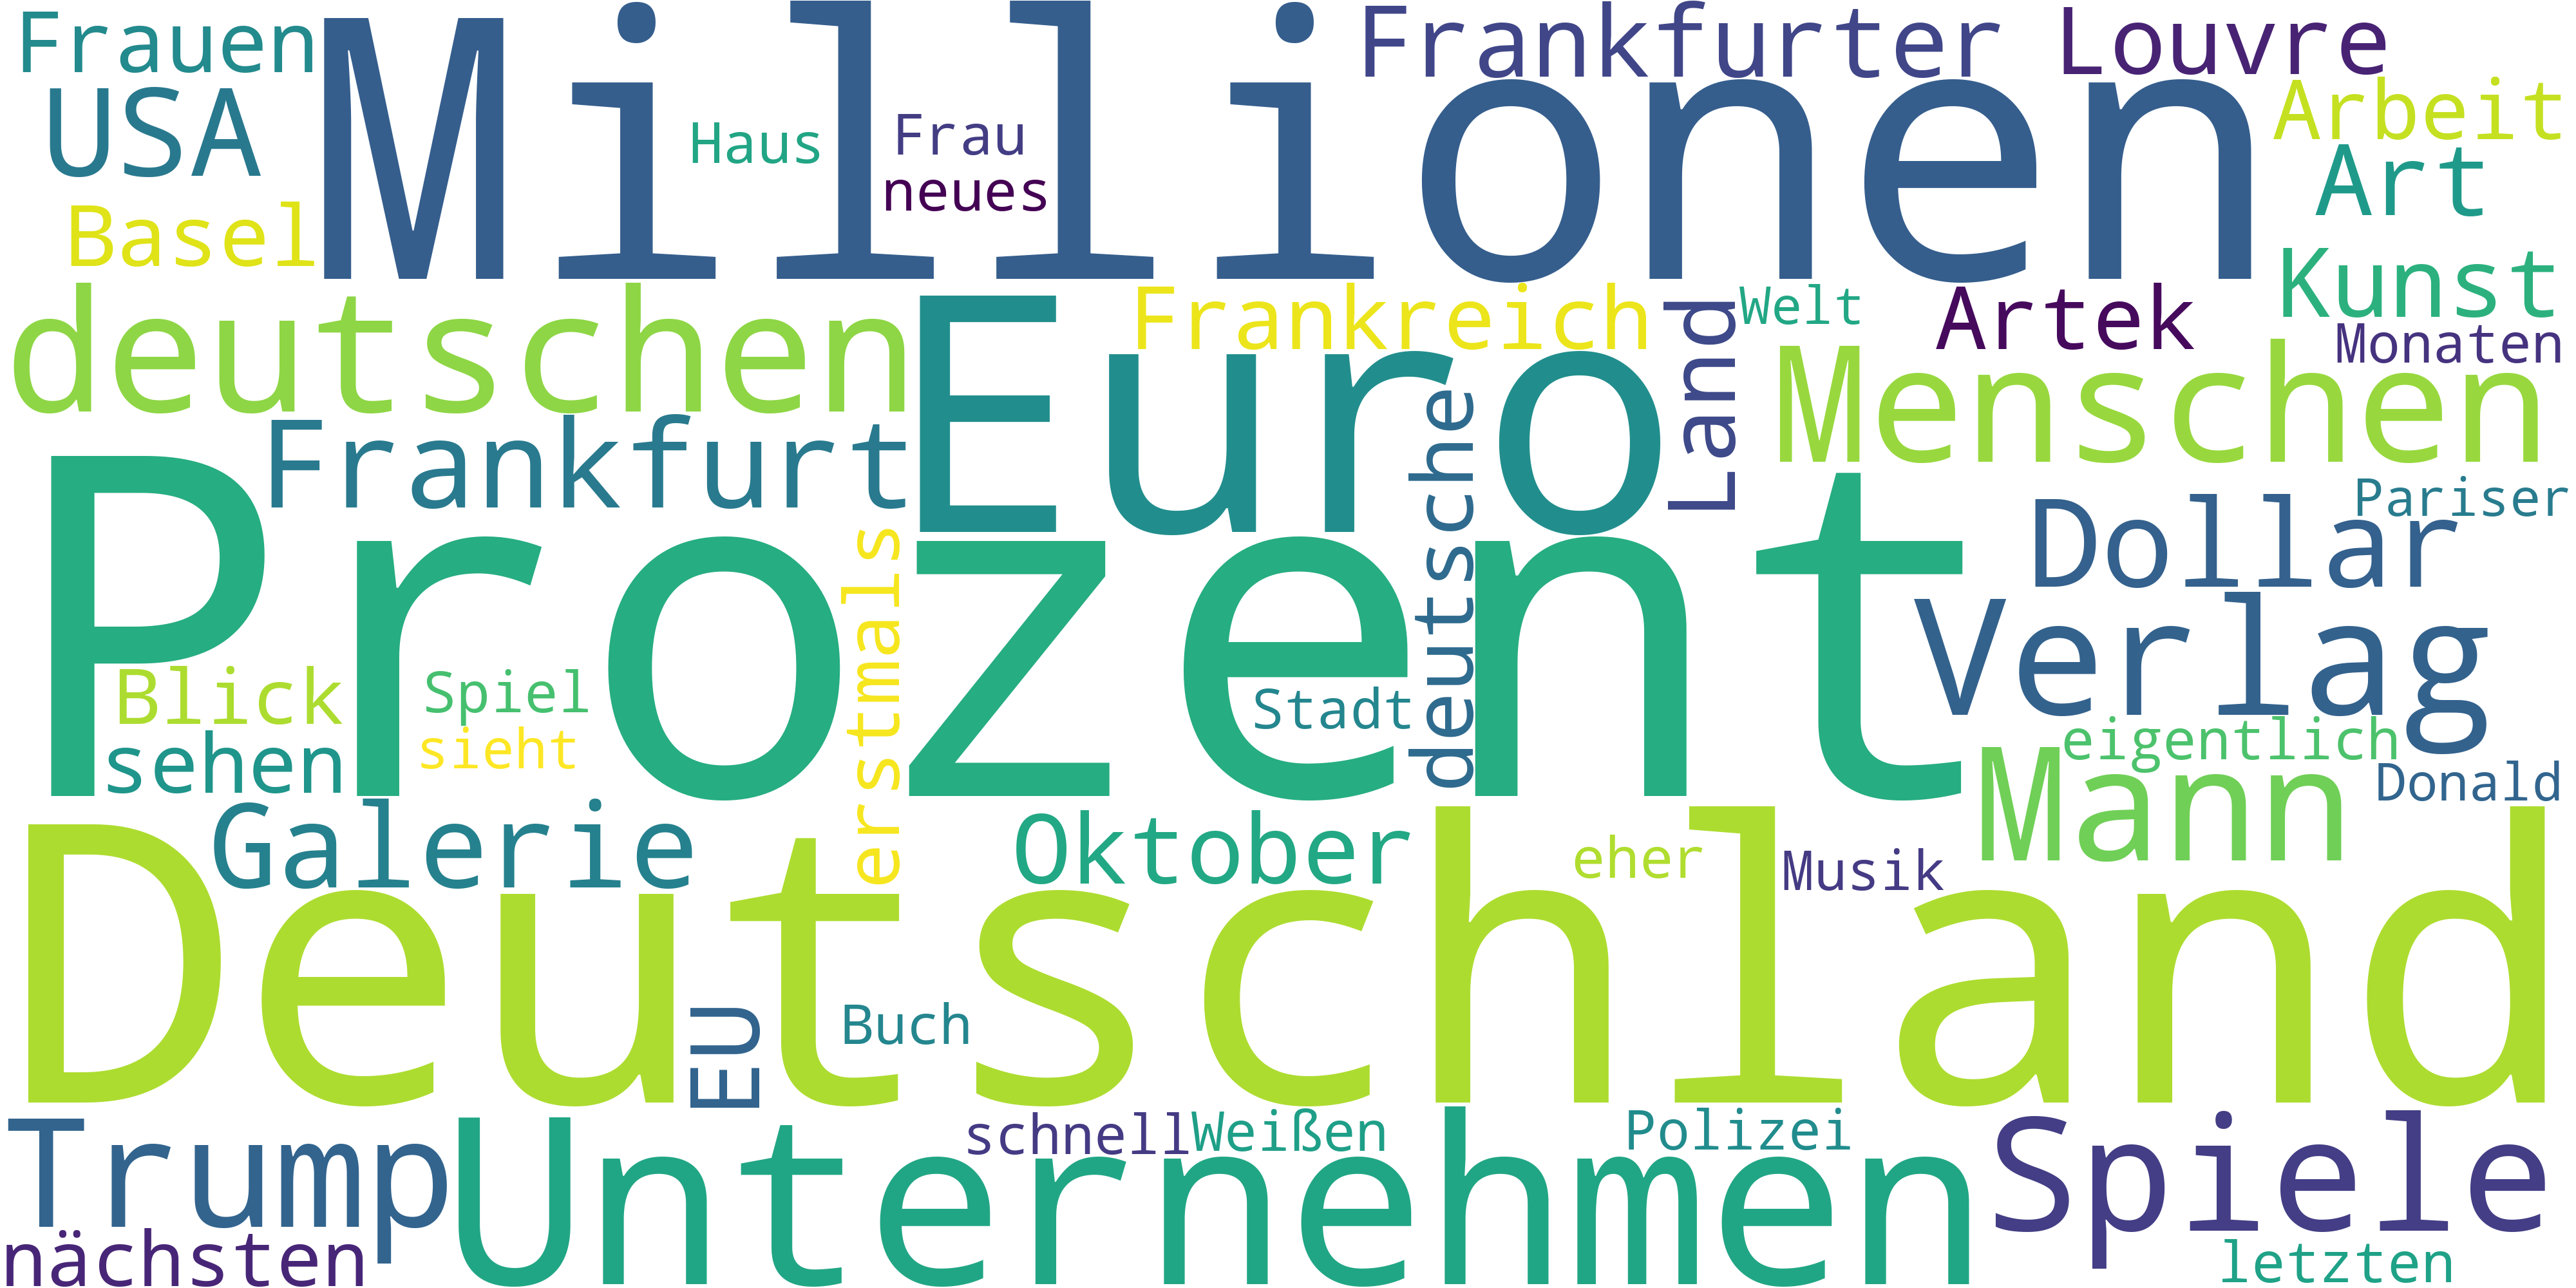 Frauen
Millionen
Frankfurter
Louvre
USA
Haus
Frau
neues
Arbeit
Art
Basel
Kunst
deutschen
Euro
Frankreich
Land
Welt
Artek
Monaten
Menschen
Frankfurt
deutsche
Pariser
Dollar
Prozent
erstmals
Verlag
Blick
Spiel
sehen
sieht
Stadt
eigentlich
Mann
Donald
Galerie
Oktober
eher
Musik
Deutschland
EU
Buch
Trump
Unternehmen
schnell
Weißen
Polizei
Spiele
nächsten
letzten